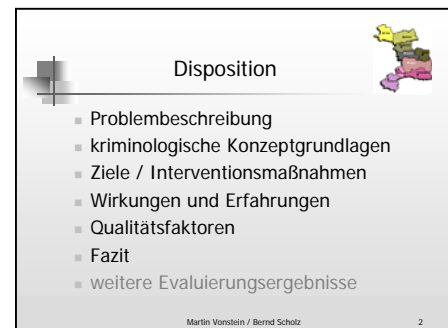 Disposition
Problembeschreibung
kriminologische Konzeptgrundlagen
Ziele / Interventionsmaßnahmen
Wirkungen und Erfahrungen
Qualitätsfaktoren
Fazit
weitere Evaluierungsergebnisse
Martin Vonstein / Bernd Scholz 2